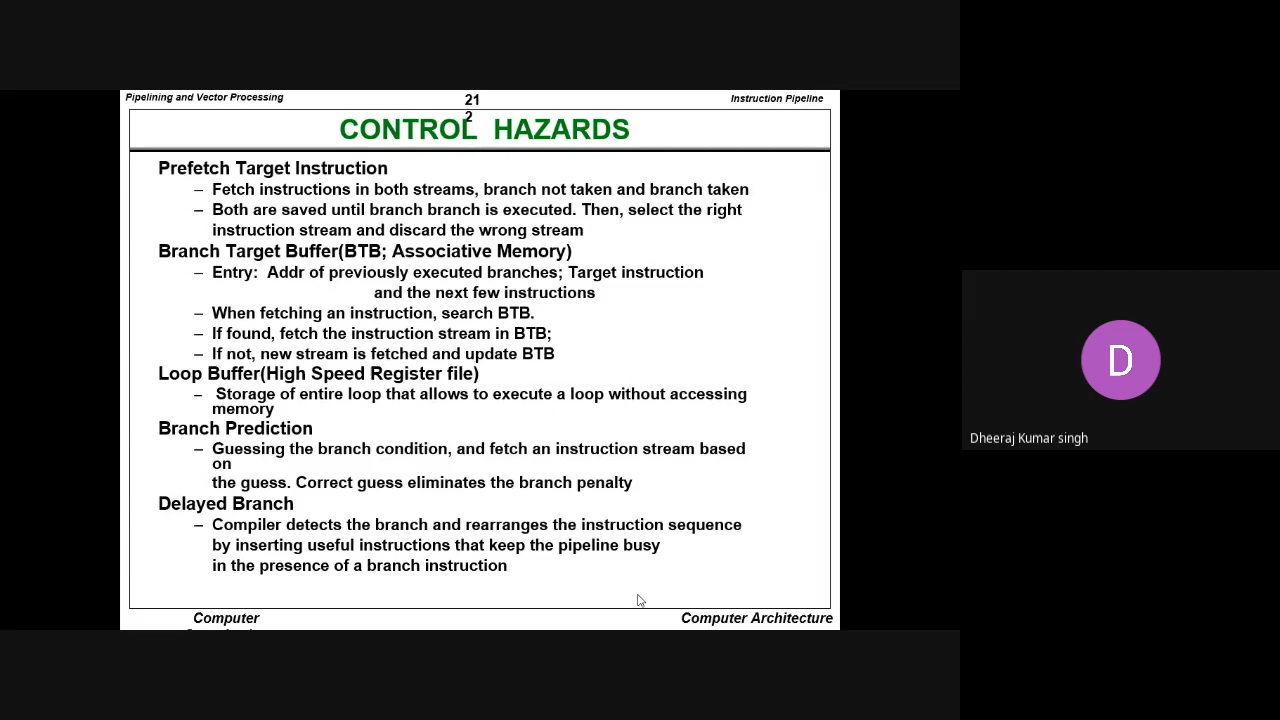 Pipelining and Vector Processing
21
2
Instruction Pipeline
CONTROL HAZARDS
Prefetch Target Instruction
– Fetch instructions in both streams, branch not taken and branch taken
– Both are saved until branch branch is executed. Then, select the right
instruction stream and discard the wrong stream
Branch Target Buffer(BTB; Associative Memory)
– Entry: Addr of previously executed branches; Target instruction
and the next few instructions
– When fetching an instruction, search BTB.
– If found, fetch the instruction stream in BTB;
– If not, new stream is fetched and update BTB
Loop Buffer(High Speed Register file)
– Storage of entire loop that allows to execute a loop without accessing
memory
Branch Prediction
– Guessing the branch condition, and fetch an instruction stream based
on
the guess. Correct guess eliminates the branch penalty
Delayed Branch
– Compiler detects the branch and rearranges the instruction sequence
by inserting useful instructions that keep the pipeline busy
in the presence of a branch instruction
Computer
Computer Architecture
D
Dheeraj Kumar singh